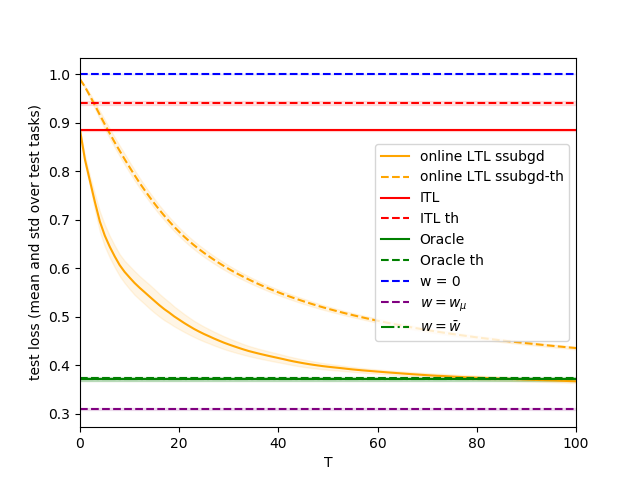 1.0
0.9
0.8
0.7
0.6
0.5
0.4
0.3
test loss (mean and std over test tasks)
online LTL ssubgd
online LTL ssubgd-th
ITL
ITL th
Oracle
Oracle th
w = 0
w = w_μ
w = w̄
0 20 40 60 80 100
T